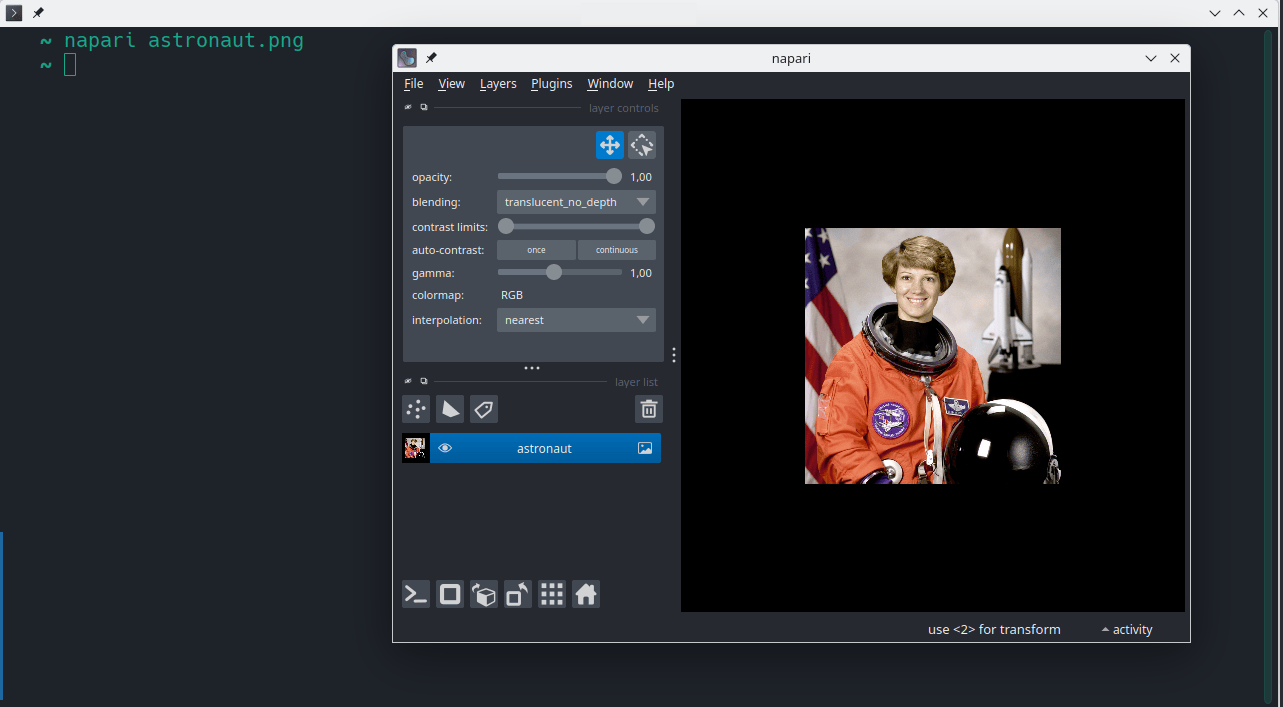 ~ napari astronaut.png
~
napari
File View Layers Plugins Window Help
layer controls
opacity: 1,00
blending: translucent_no_depth
contrast limits:
auto-contrast: once continuous
gamma: 1,00
colormap: RGB
interpolation: nearest
layer list
astronaut
use <2> for transform activity